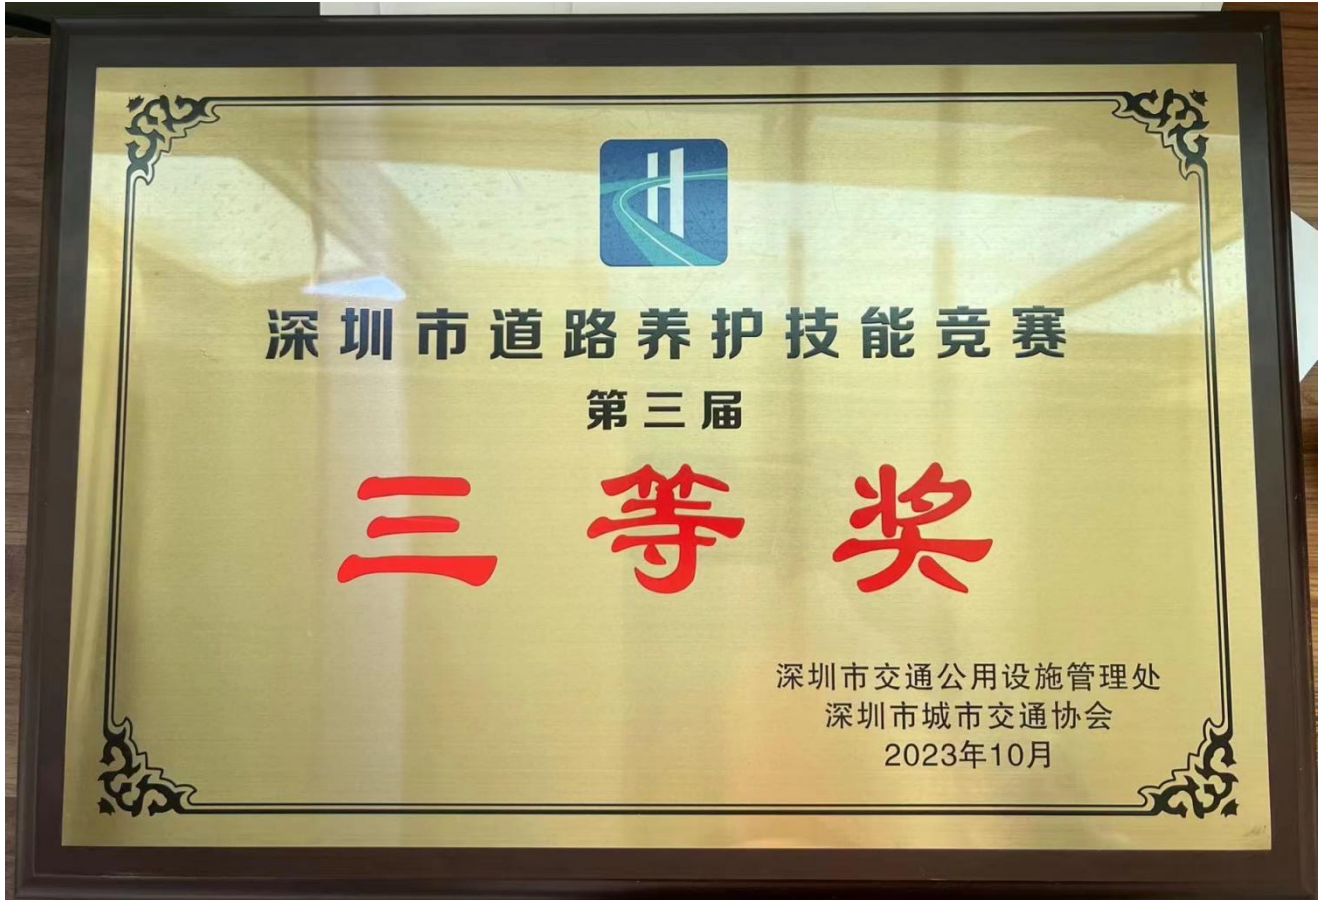 深圳市道路养护技能竞赛
第三届
三等奖
深圳市交通公用设施管理处
深圳市城市交通协会
2023年10月